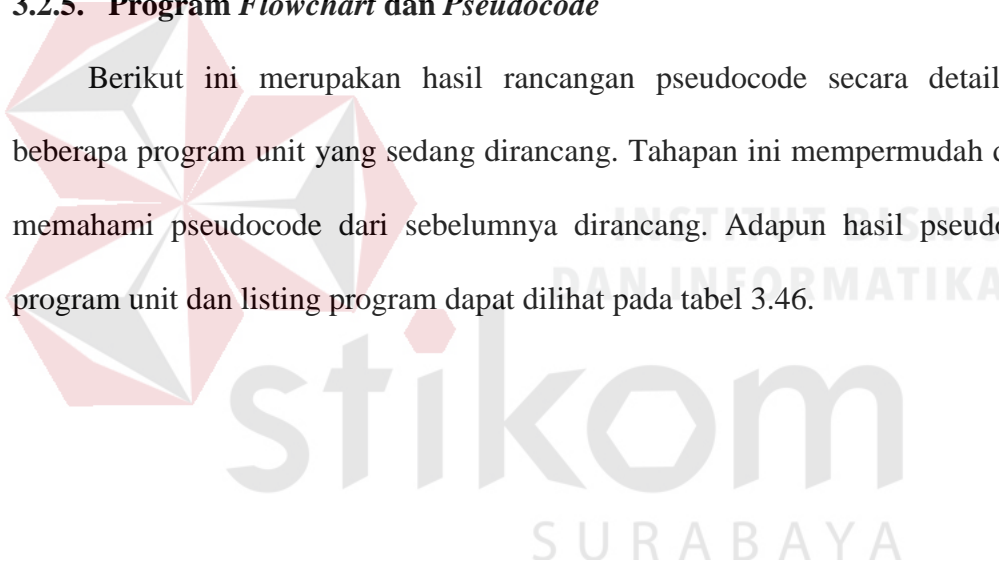 3.2.5. Program Flowchart dan Pseudocode
Berikut ini merupakan hasil rancangan pseudocode secara detail
beberapa program unit yang sedang dirancang. Tahapan ini mempermudah
memahami pseudocode dari sebelumnya dirancang. Adapun hasil
program unit dan listing program dapat dilihat pada tabel 3.46.
INSTITUT BISNIS
DAN INFORMATIKA
stikom
SURABAYA